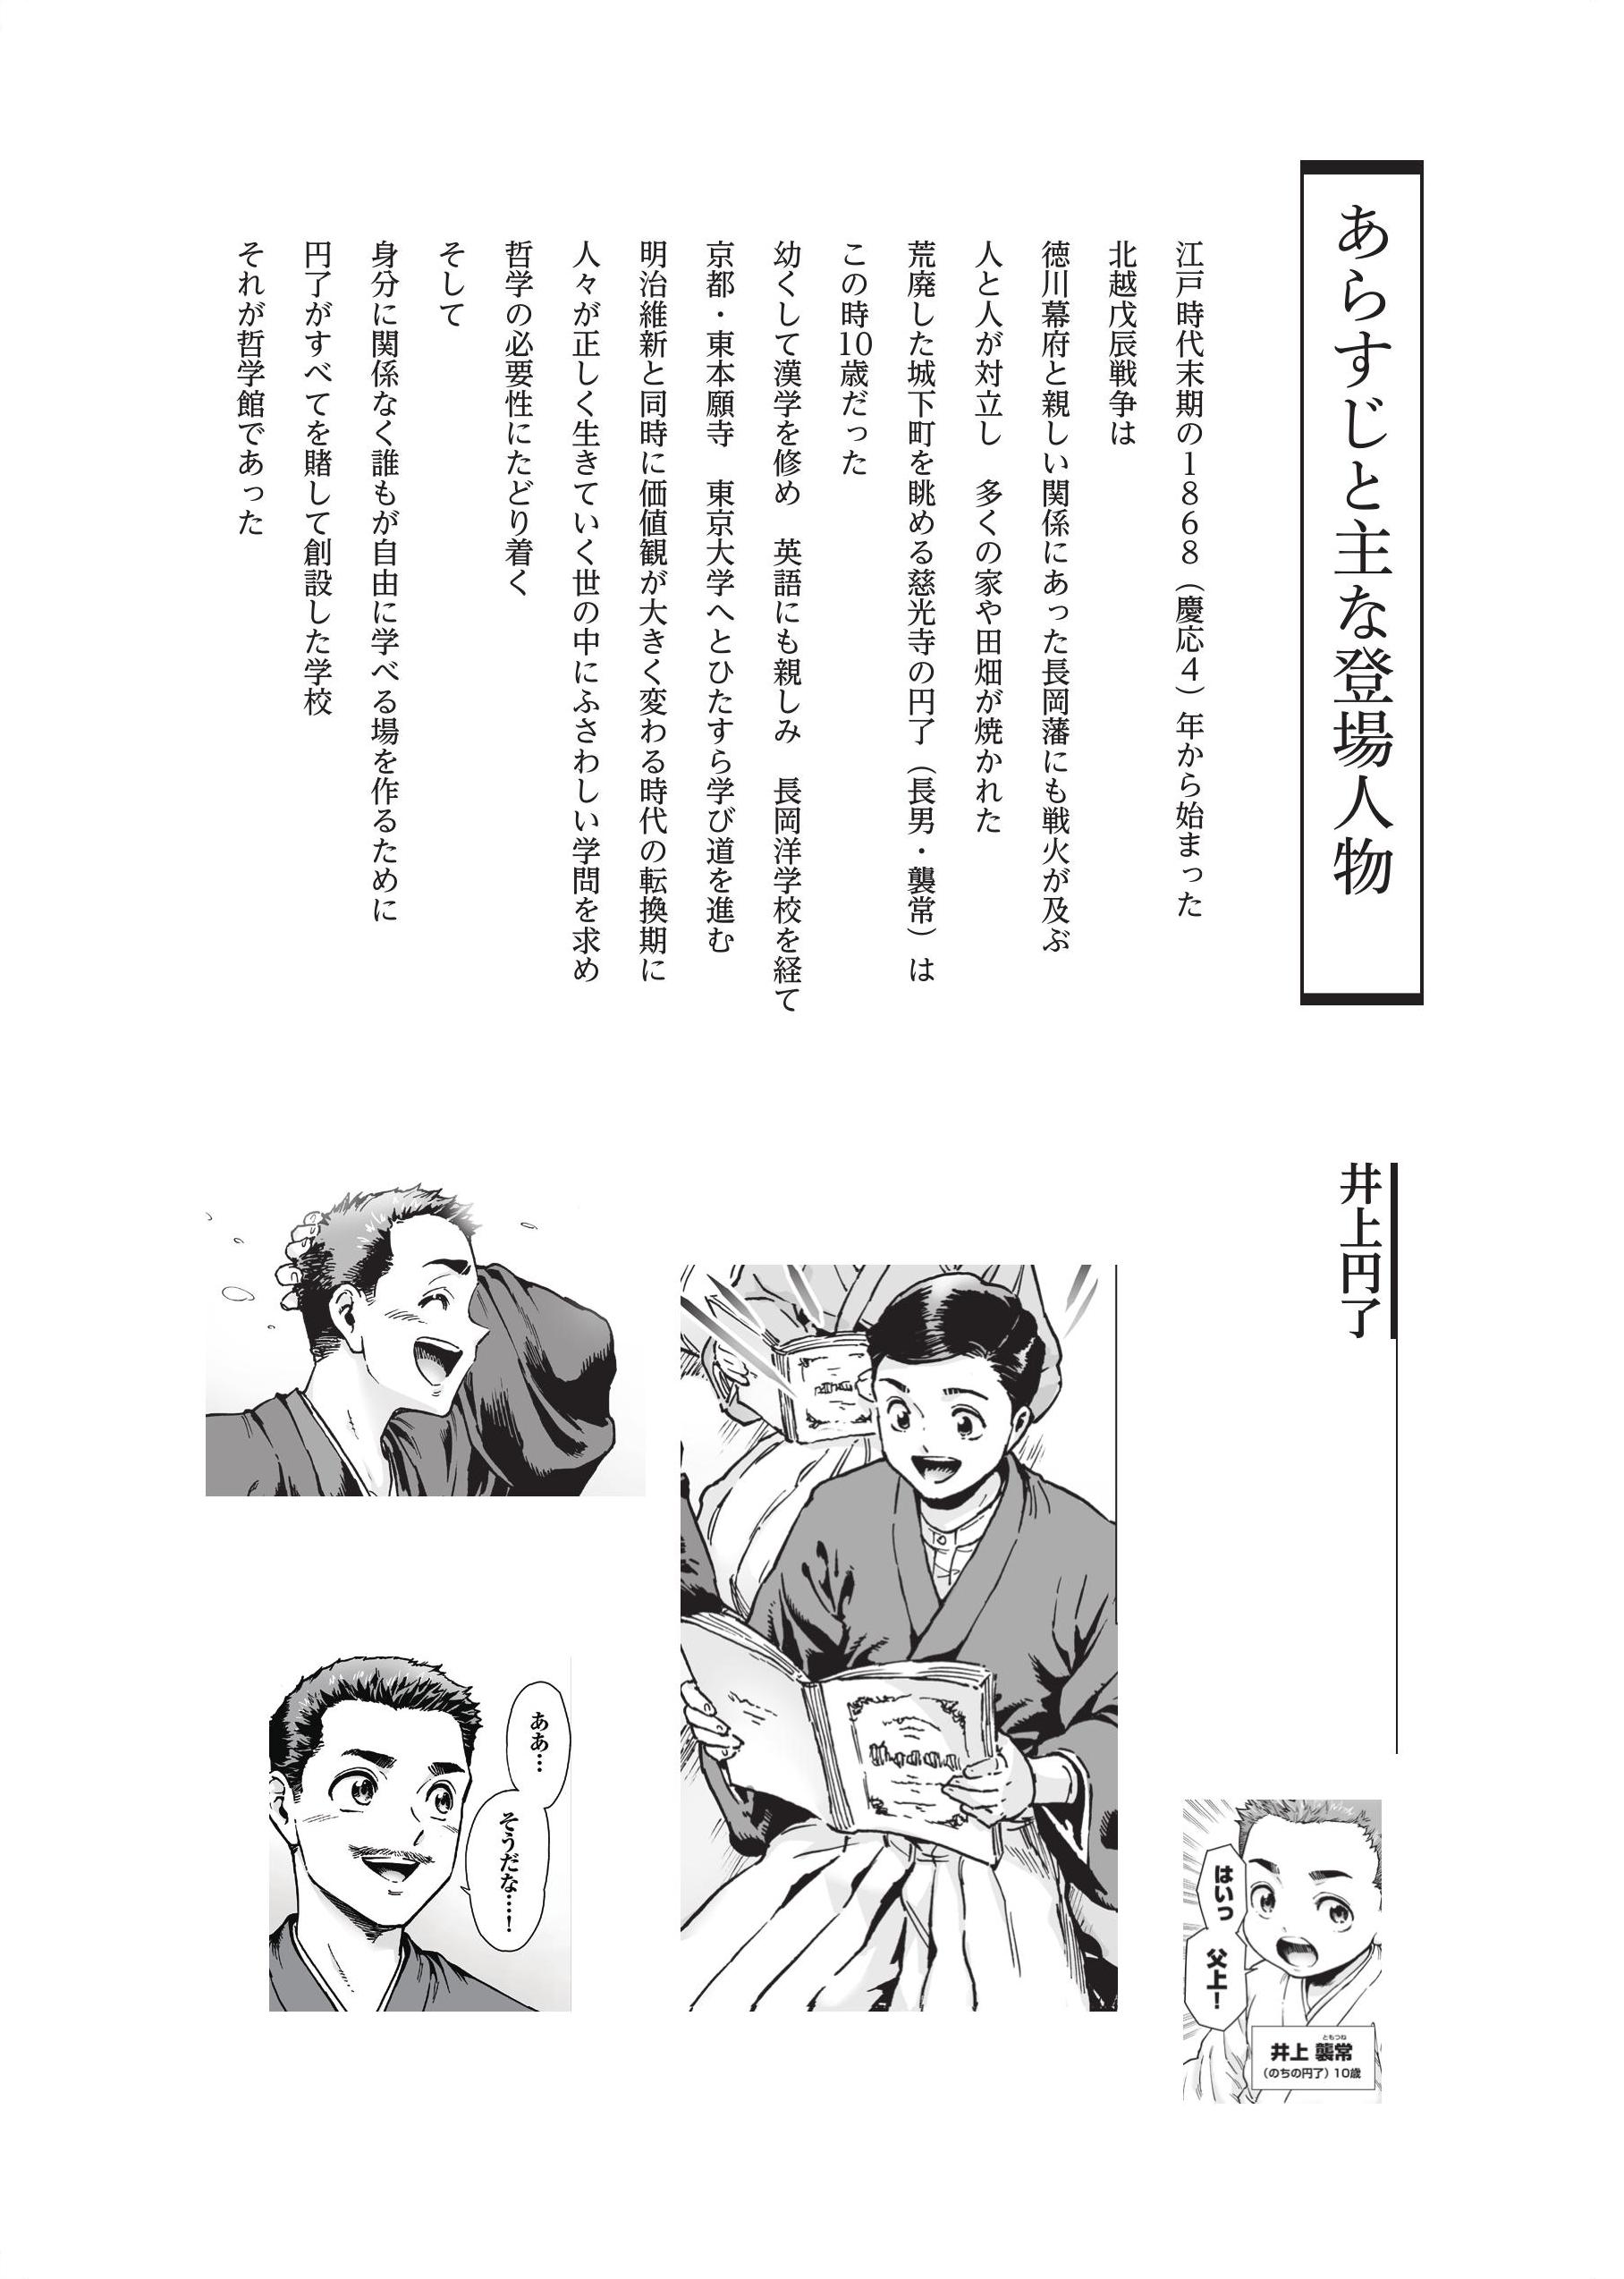 あらすじと主な登場人物
江戸時代末期の1868（慶応4）年から始まった
北越戊辰戦争は
徳川幕府と親しい関係にあった長岡藩にも戦火が及ぶ
人と人が対立し　多くの家や田畑が焼かれた
荒廃した城下町を眺める慈光寺の円了（長男・襲常）は
この時10歳だった
幼くして漢学を修め　英語にも親しみ　長岡洋学校を経て
京都・東本願寺　東京大学へとひたすら学び道を進む
明治維新と同時に価値観が大きく変わる時代の転換期に
人々が正しく生きていく世の中にふさわしい学問を求め
哲学の必要性にたどり着く
そして
身分に関係なく誰もが自由に学べる場を作るために
円了がすべてを賭して創設した学校
それが哲学館であった
井上円了
はいっ
父上！
ともつね
井上 襲常
（のちの円了）10歳
ああ…
そうだな…！